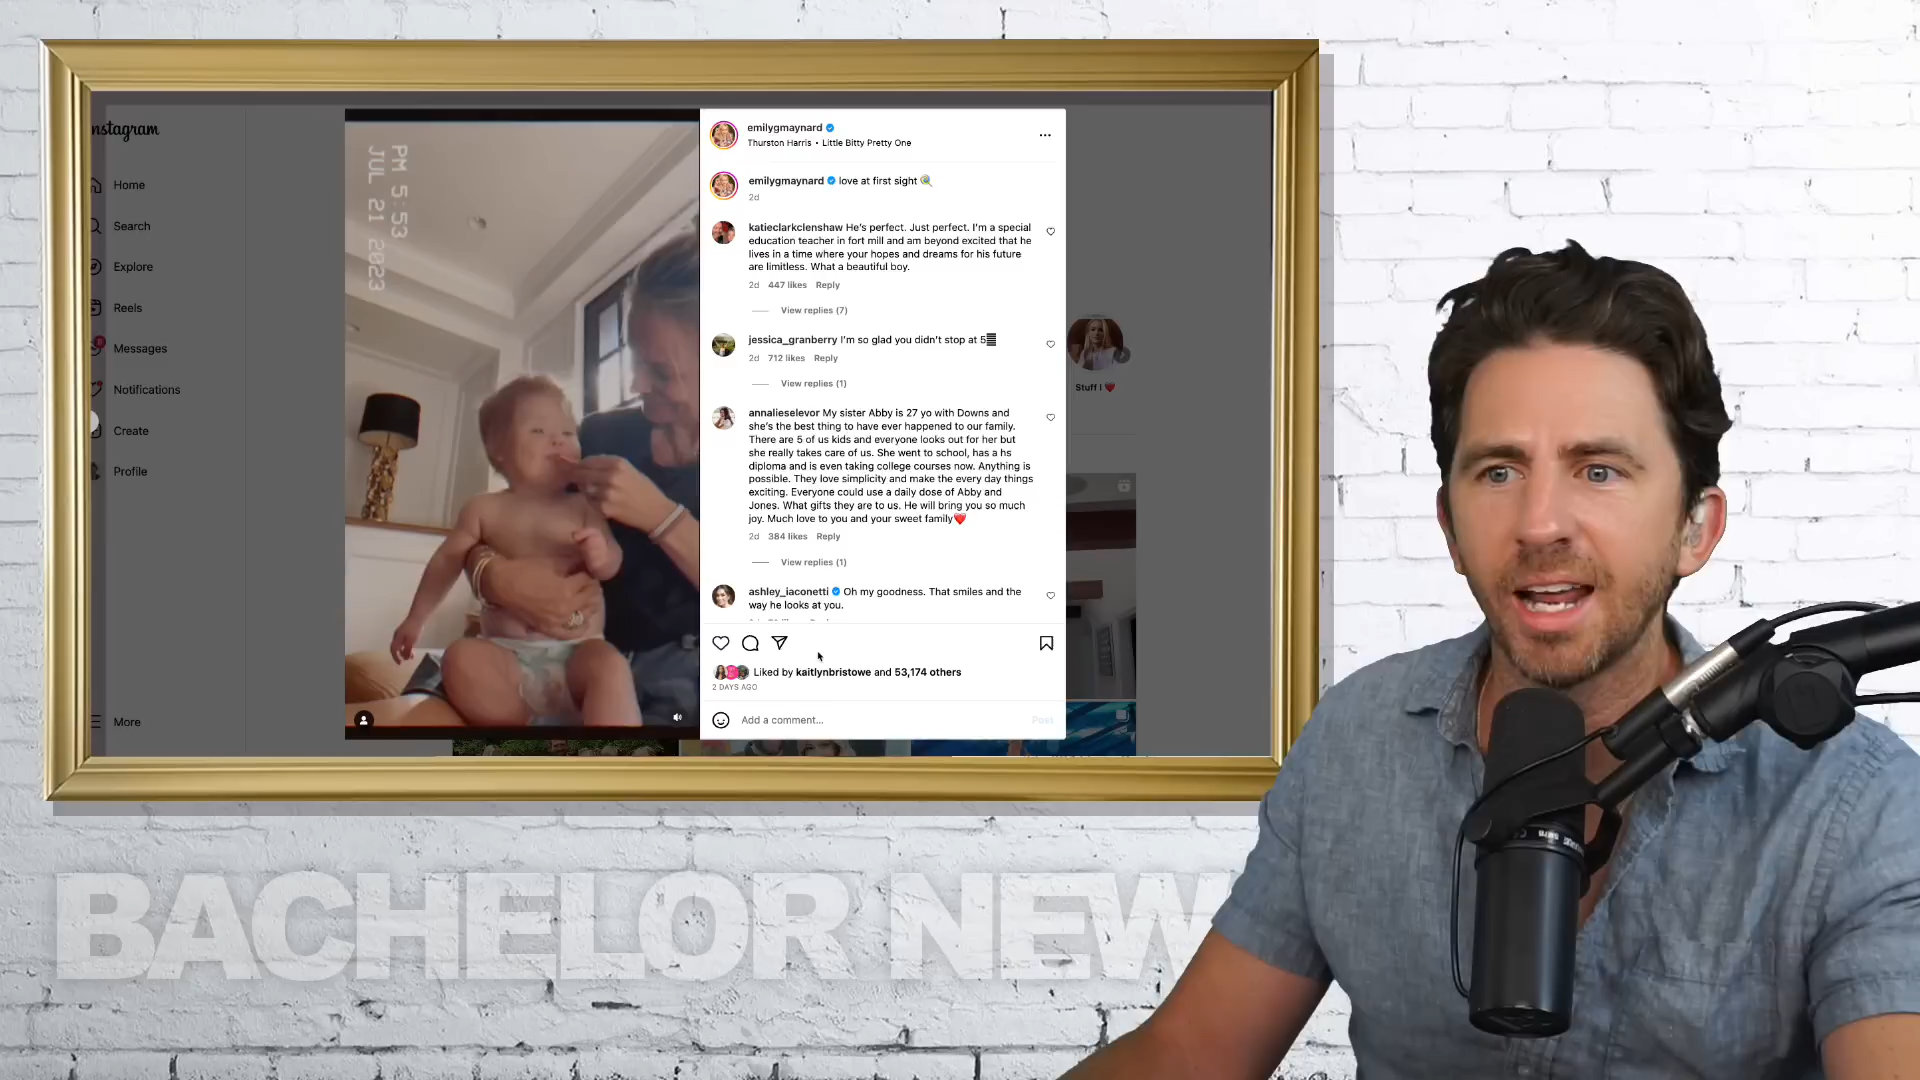 nstagram
Home
Search
Explore
Reels
Messages
Notifications
Create
Profile
More
PM 5:53
JUL 21 2023
emilygmaynard
Thurston Harris • Little Bitty Pretty One
emilygmaynard love at first sight
2d
katieclarkclenshaw He's perfect. Just perfect. I'm a special
education teacher in fort mill and am beyond excited that he
lives in a time where your hopes and dreams for his future
are limitless. What a beautiful boy.
2d 447 likes Reply
View replies (7)
jessica_granberry I'm so glad you didn't stop at 5
2d 712 likes Reply
View replies (1)
annalieselevor My sister Abby is 27 yo with Downs and
she's the best thing to have ever happened to our family.
There are 5 of us kids and everyone looks out for her but
she really takes care of us. She went to school, has a hs
diploma and is even taking college courses now. Anything is
possible. They love simplicity and make the every day things
exciting. Everyone could use a daily dose of Abby and
Jones. What gifts they are to us. He will bring you so much
joy. Much love to you and your sweet family❤️
2d 384 likes Reply
View replies (1)
ashley_iaconetti Oh my goodness. That smiles and the
way he looks at you.
Liked by kaitlynbristowe and 53,174 others
2 DAYS AGO
Add a comment...
Post
Stuff I ❤️
BACHELOR NEW